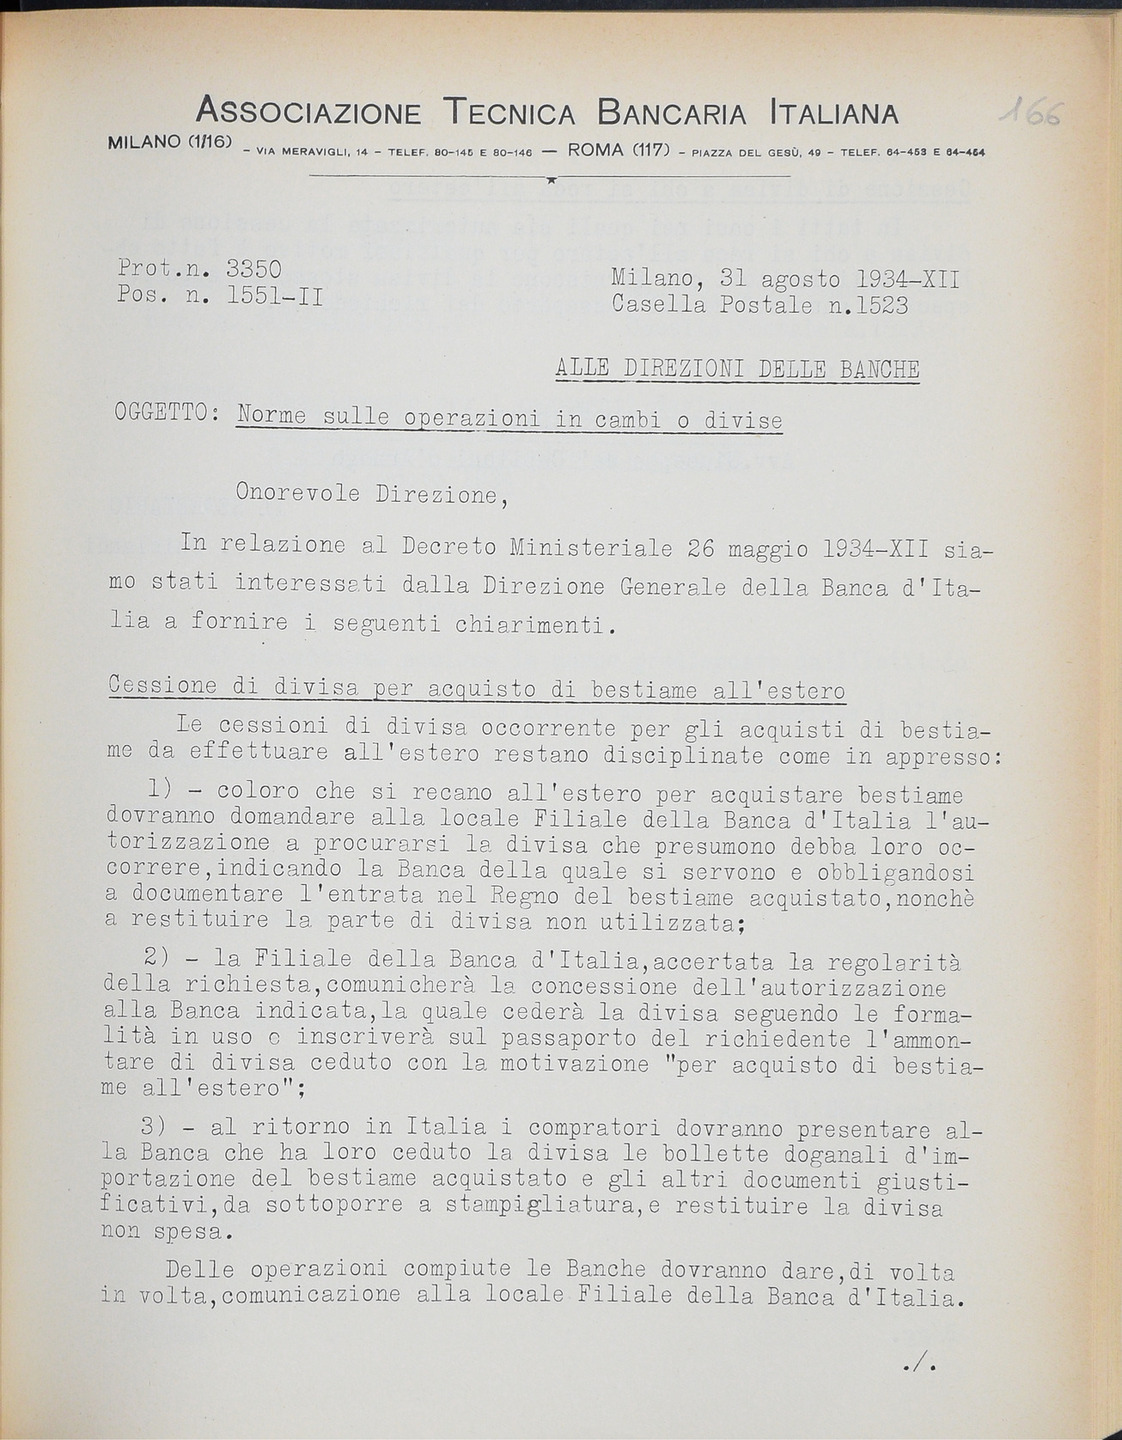 ASSOCIAZIONE TECNICA BANCARIA ITALIANA
166
MILANO (1/16) - VIA MERAVIGLI, 14 - TELEF. 80-145 E 80-146 — ROMA (117) - PIAZZA DEL GESÙ, 49 - TELEF. 64-453 E 64-454
Prot.n. 3350
Pos. n. 1551-II
Milano, 31 agosto 1934-XII
Casella Postale n.1523
ALLE DIREZIONI DELLE BANCHE
OGGETTO: Norme sulle operazioni in cambi o divise
Onorevole Direzione,
In relazione al Decreto Ministeriale 26 maggio 1934-XII sia-
mo stati interessati dalla Direzione Generale della Banca d'Ita-
lia a fornire i seguenti chiarimenti.
Cessione di divisa per acquisto di bestiame all'estero
Le cessioni di divisa occorrente per gli acquisti di bestia-
me da effettuare all'estero restano disciplinate come in appresso:
1) - coloro che si recano all'estero per acquistare bestiame
dovranno domandare alla locale Filiale della Banca d'Italia l'au-
torizzazione a procurarsi la divisa che presumono debba loro oc-
correre,indicando la Banca della quale si servono e obbligandosi
a documentare l'entrata nel Regno del bestiame acquistato,nonchè
a restituire la parte di divisa non utilizzata;
2) - la Filiale della Banca d'Italia,accertata la regolarità
della richiesta,comunicherà la concessione dell'autorizzazione
alla Banca indicata,la quale cederà la divisa seguendo le forma-
lità in uso e inscriverà sul passaporto del richiedente l'ammon-
tare di divisa ceduto con la motivazione "per acquisto di bestia-
me all'estero";
3) - al ritorno in Italia i compratori dovranno presentare al-
la Banca che ha loro ceduto la divisa le bollette doganali d'im-
portazione del bestiame acquistato e gli altri documenti giusti-
ficativi,da sottoporre a stampigliatura,e restituire la divisa
non spesa.
Delle operazioni compiute le Banche dovranno dare,di volta
in volta,comunicazione alla locale Filiale della Banca d'Italia.
./.